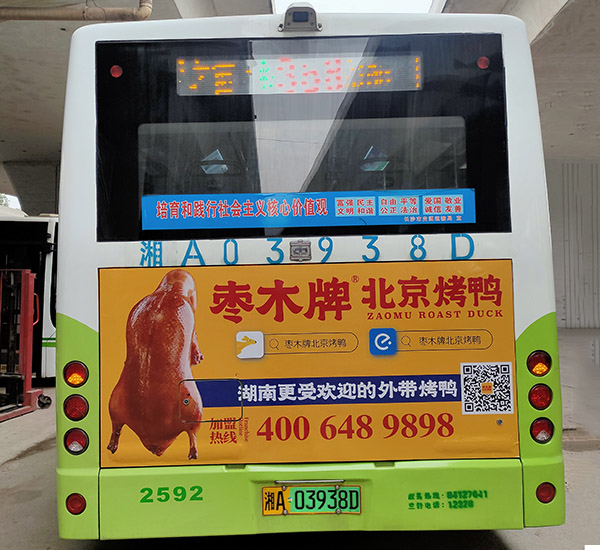 培育和践行社会主义核心价值观
富强 民主 自由 平等 爱国 敬业
文明 和谐 公正 法治 诚信 友善
湘A03938D
枣木牌® 北京烤鸭
ZAOMU ROAST DUCK
枣木牌北京烤鸭
枣木牌北京烤鸭
湖南更受欢迎的外带烤鸭
加盟热线
400 648 9898
2592
湘A 03938D
12328